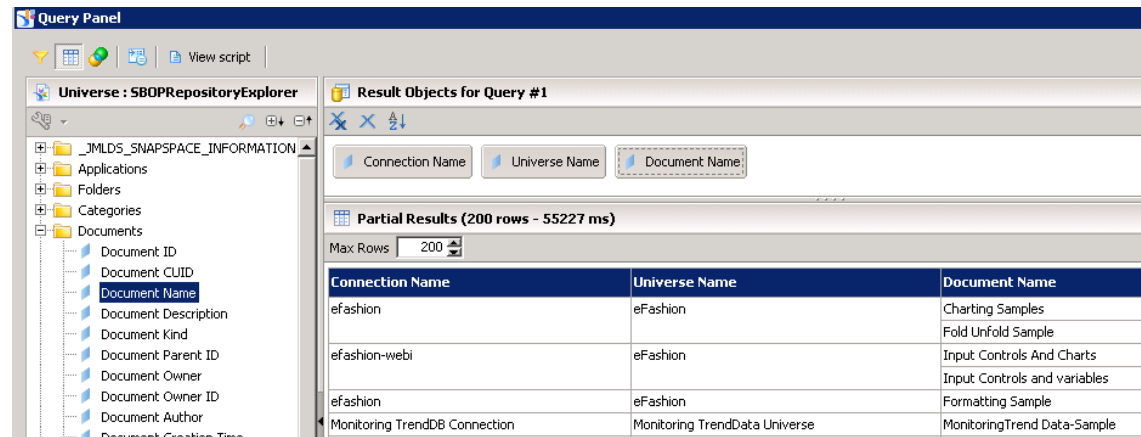 Query Panel
View script
Universe : SBOPRepositoryExplorer
_JMLDS_SNAPSPACE_INFORMATION
Applications
Folders
Categories
Documents
Document ID
Document CUID
Document Name
Document Description
Document Kind
Document Parent ID
Document Owner
Document Owner ID
Document Author
Document Creation Time
Result Objects for Query #1
Connection Name Universe Name Document Name
Partial Results (200 rows - 55227 ms)
Max Rows 200
Connection Name Universe Name Document Name
efashion eFashion Charting Samples
Fold Unfold Sample
efashion-webi eFashion Input Controls And Charts
Input Controls and variables
efashion eFashion Formatting Sample
Monitoring TrendDB Connection Monitoring TrendData Universe MonitoringTrend Data-Sample